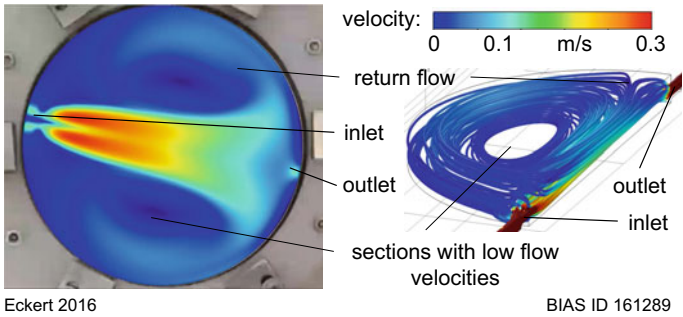 velocity:
0 0.1 m/s 0.3
return flow
inlet
outlet
outlet
inlet
sections with low flow
velocities
Eckert 2016
BIAS ID 161289